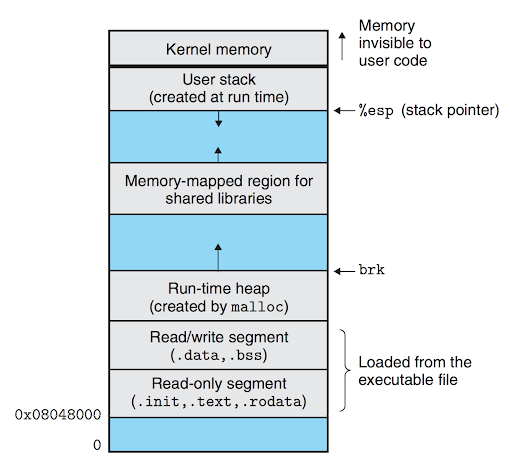 Memory
invisible to
user code
Kernel memory
User stack
(created at run time)
%esp (stack pointer)
Memory-mapped region for
shared libraries
brk
Run-time heap
(created by malloc)
Read/write segment
(.data,.bss)
Loaded from the
executable file
Read-only segment
(.init,.text,.rodata)
0x08048000
0